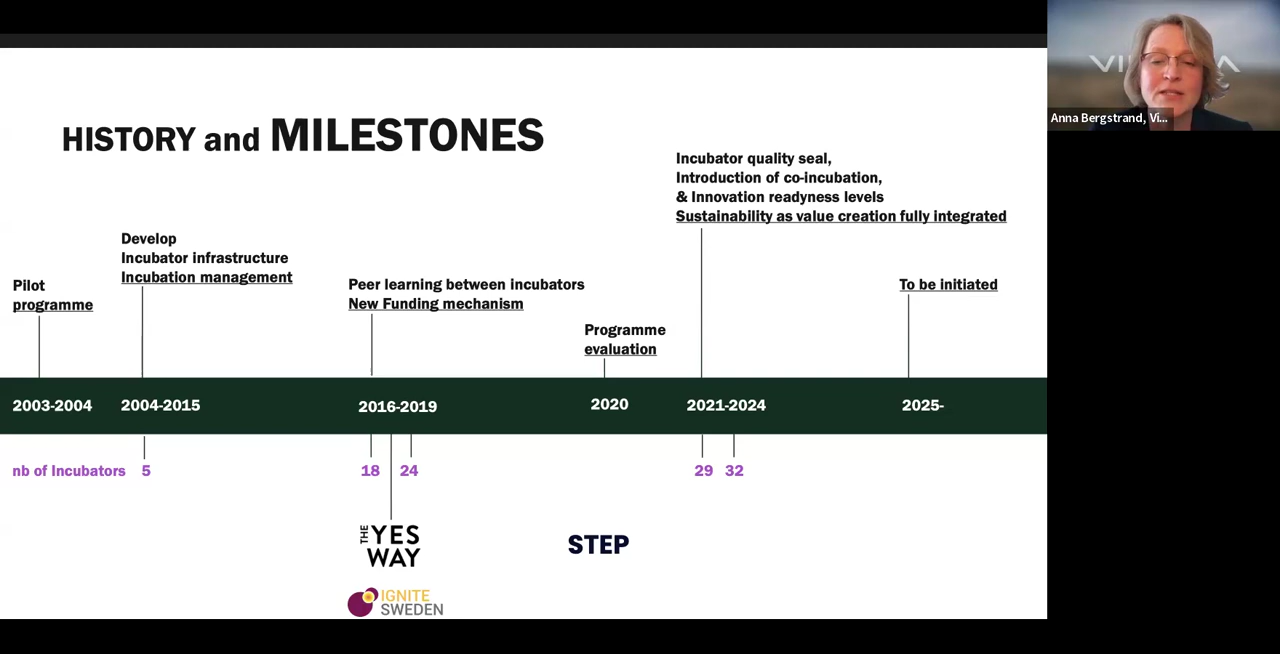 HISTORY and MILESTONES
Incubator quality seal,
Introduction of co-incubation,
& Innovation readyness levels
Sustainability as value creation fully integrated
Develop
Incubator infrastructure
Incubation management
Pilot
programme
Peer learning between incubators
New Funding mechanism
To be initiated
Programme
evaluation
2003-2004
2004-2015
2016-2019
2020
2021-2024
2025-
nb of Incubators
5
18
24
29
32
THE YES
WAY
STEP
IGNITE
SWEDEN
Anna Bergstrand, Vi...